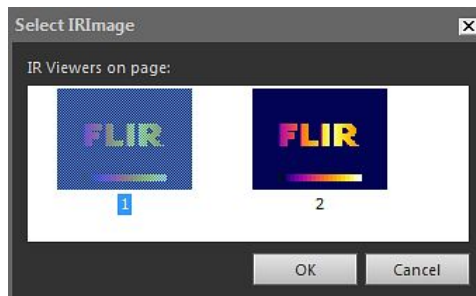 Select IRImage
IR Viewers on page:
FLIR
FLIR
1
2
OK
Cancel